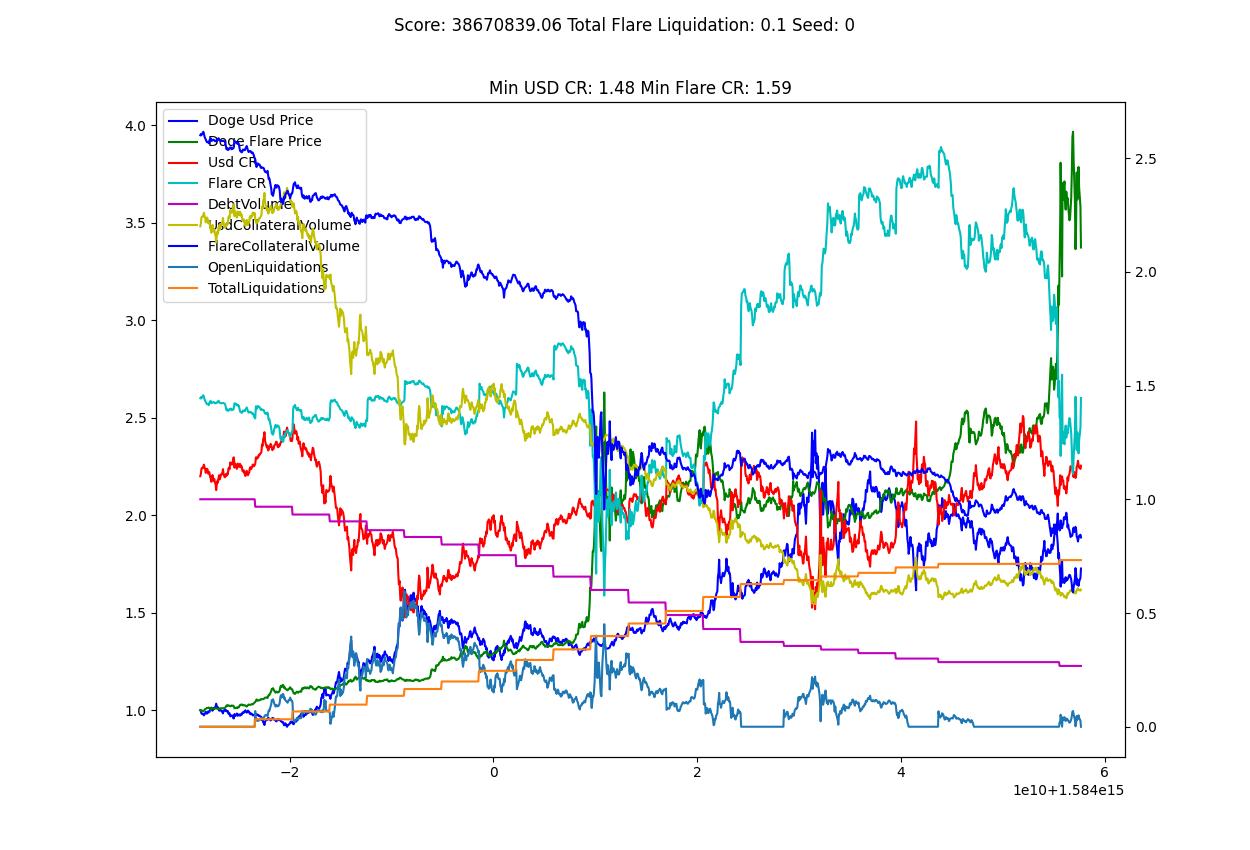 Score: 38670839.06 Total Flare Liquidation: 0.1 Seed: 0
Min USD CR: 1.48 Min Flare CR: 1.59
Doge Usd Price
Doge Flare Price
Usd CR
Flare CR
DebtVolume
UsdCollateralVolume
FlareCollateralVolume
OpenLiquidations
TotalLiquidations
4.0
3.5
3.0
2.5
2.0
1.5
1.0
2.5
2.0
1.5
1.0
0.5
0.0
−2
0
2
4
6
1e10+1.584e15